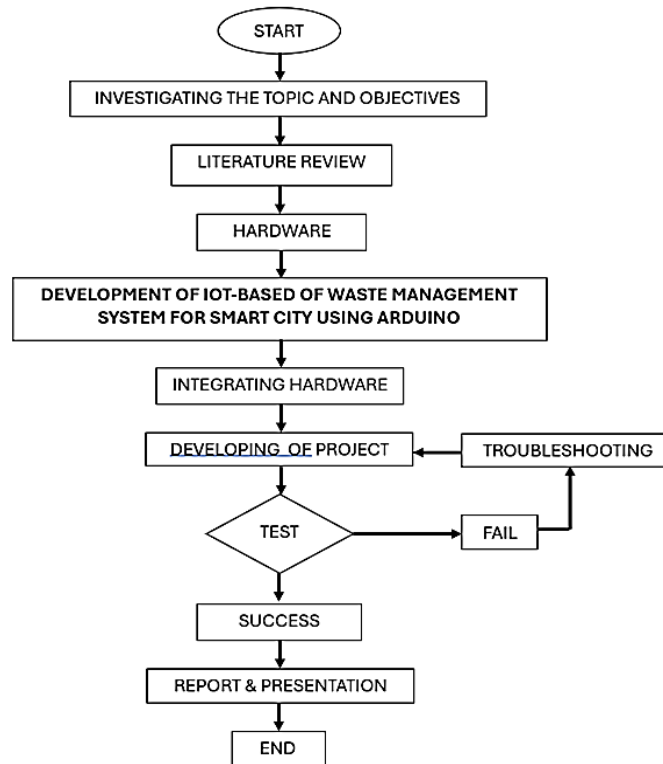 START
INVESTIGATING THE TOPIC AND OBJECTIVES
LITERATURE REVIEW
HARDWARE
DEVELOPMENT OF IOT-BASED OF WASTE MANAGEMENT
SYSTEM FOR SMART CITY USING ARDUINO
INTEGRATING HARDWARE
DEVELOPING OF PROJECT
TROUBLESHOOTING
TEST
FAIL
SUCCESS
REPORT & PRESENTATION
END